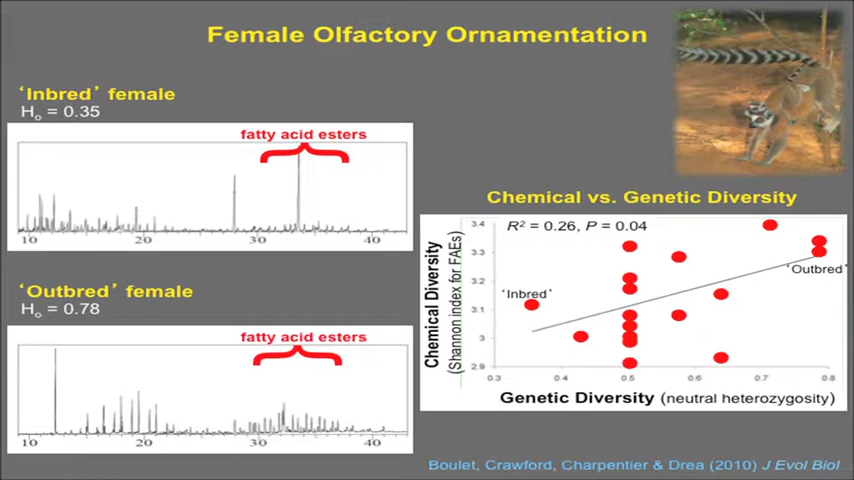 Female Olfactory Ornamentation
‘Inbred’ female
Ho = 0.35
fatty acid esters
10 20 30 40
‘Outbred’ female
Ho = 0.78
fatty acid esters
10 20 30 40
Chemical vs. Genetic Diversity
R² = 0.26, P = 0.04
Chemical Diversity
(Shannon index for FAEs)
3.4
3.3
3.2
3.1
3
2.9
‘Inbred’
‘Outbred’
0.3 0.4 0.5 0.6 0.7 0.8
Genetic Diversity (neutral heterozygosity)
Boulet, Crawford, Charpentier & Drea (2010) J Evol Biol